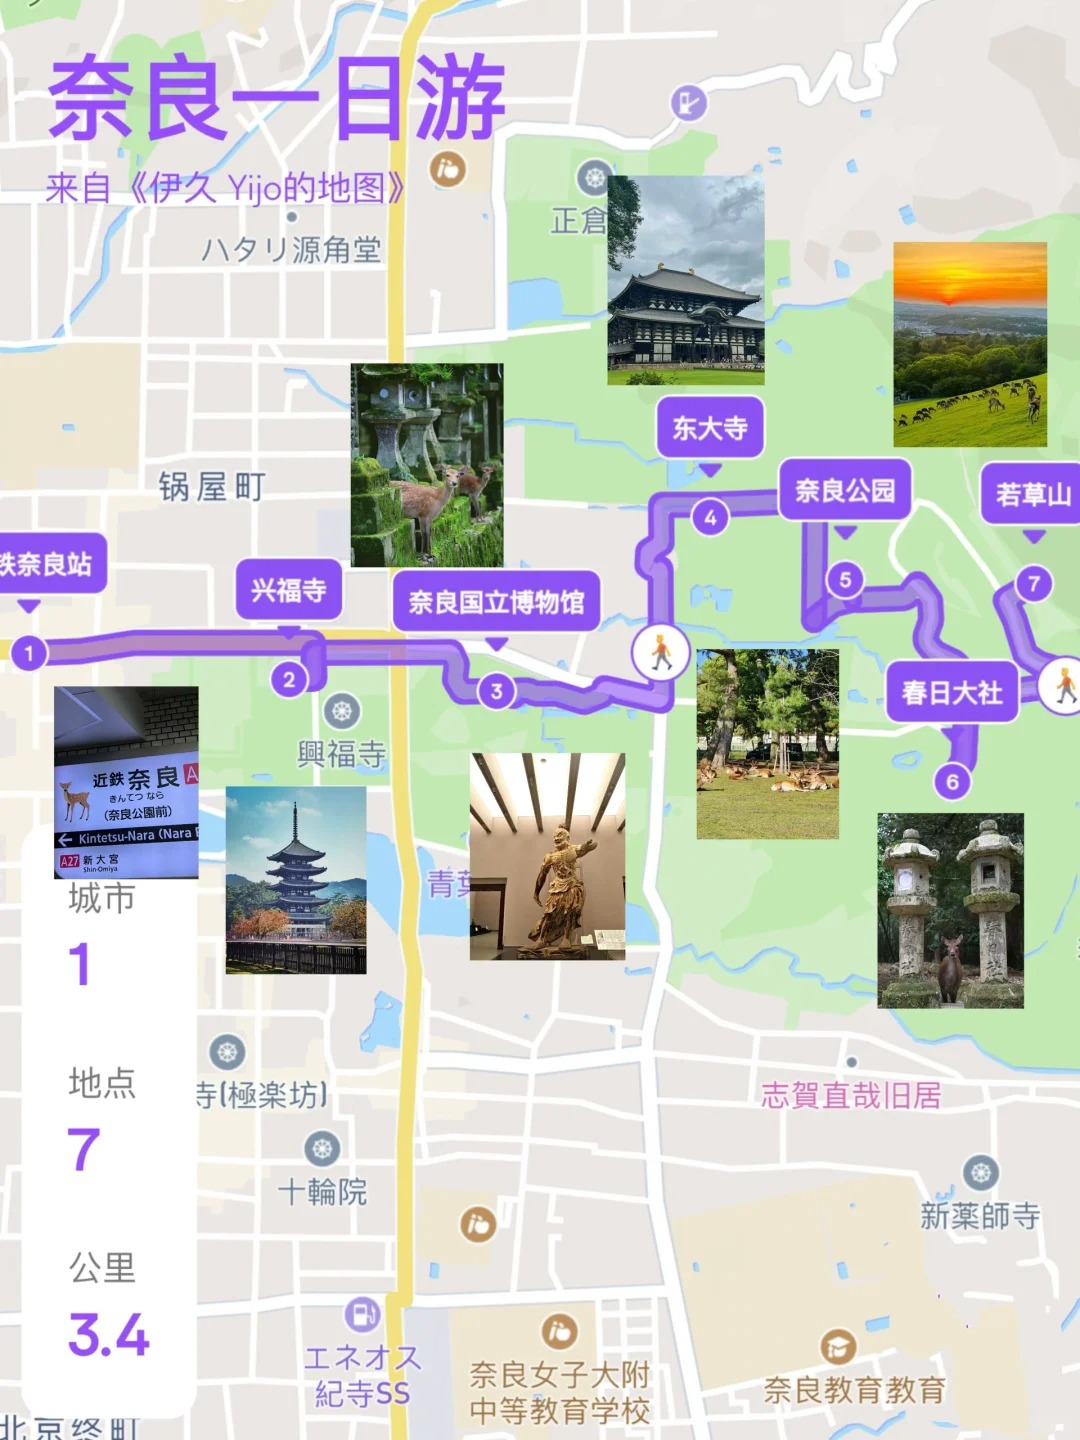 奈良一日游
来自《伊久 Yijo的地图》
ハタリ源角堂
正倉
东大寺
4
锅屋町
奈良公园
5
若草山
7
铁奈良站
1
兴福寺
2
奈良国立博物馆
3
春日大社
6
興福寺
近鉄 奈良 A
きんてつ なら
(奈良公園前)
← Kintetsu-Nara (Nara
A27 新大宮
Shin-Omiya
青葉
城市
1
地点
7
公里
3.4
寺(極楽坊)
十輪院
志賀直哉旧居
新薬師寺
エネオス
紀寺SS
奈良女子大附
中等教育学校
奈良教育教育
北京終町